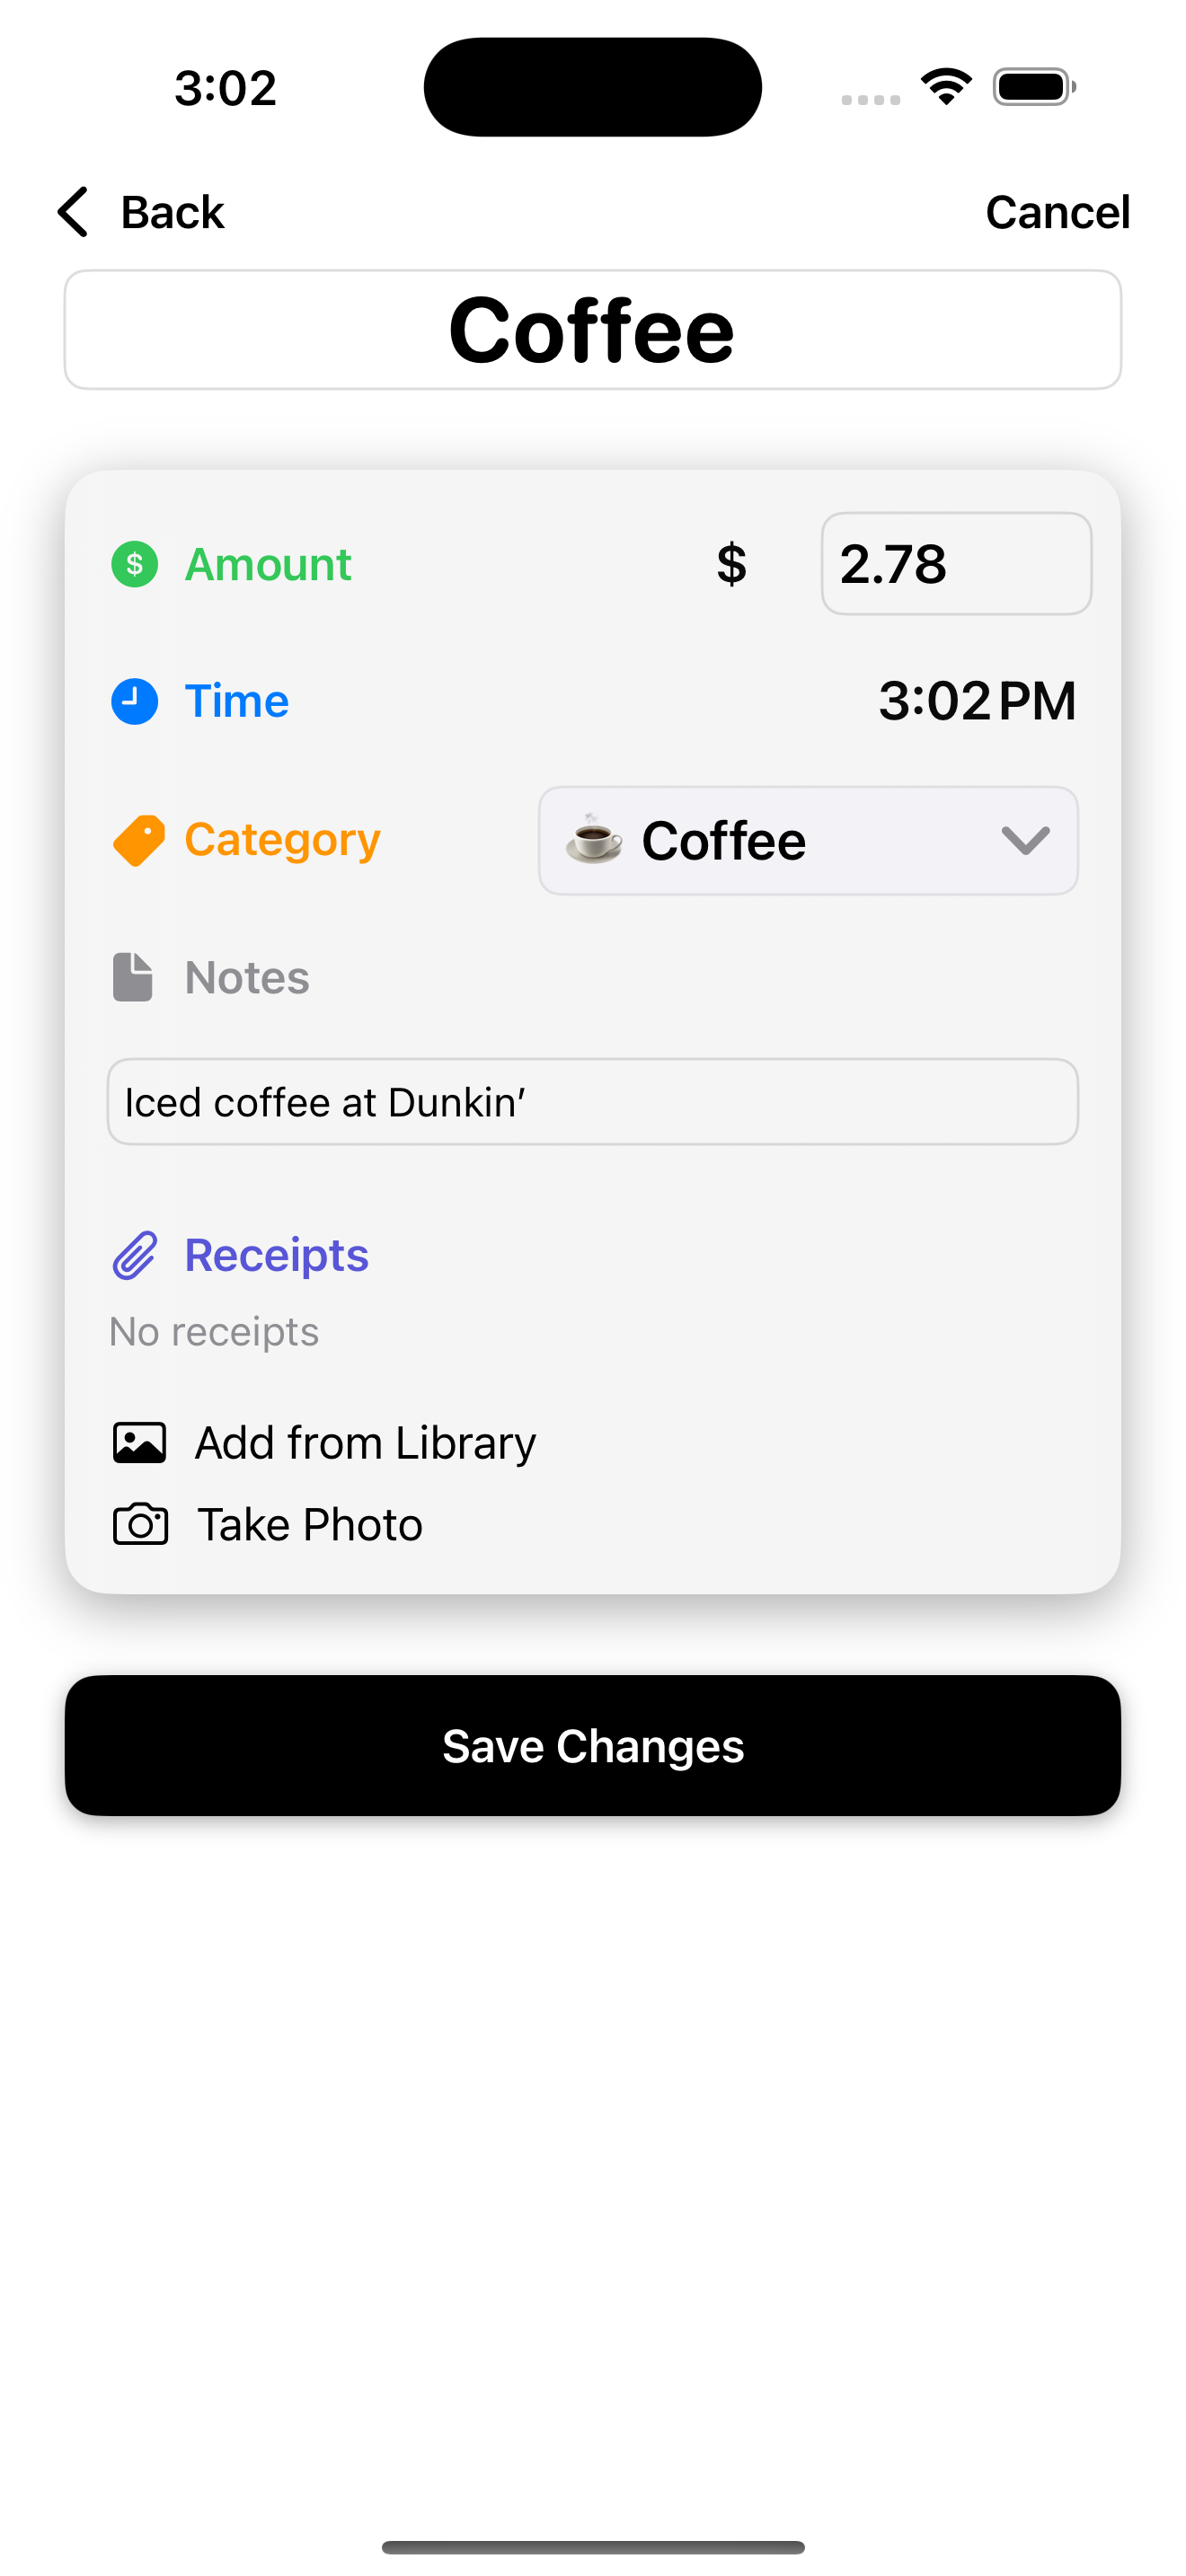 3:02
Back
Cancel
Coffee
$ Amount $ 2.78
Time 3:02 PM
Category Coffee
Notes
Iced coffee at Dunkin’
Receipts
No receipts
Add from Library
Take Photo
Save Changes